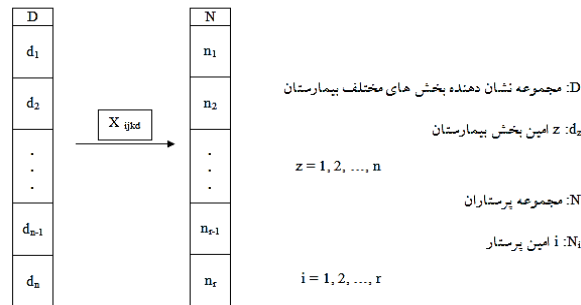 D
d1
d2
.
.
.
dn-1
dn
X ijkd
N
n1
n2
.
.
.
nr-1
nr
D: مجموعه نشان دهنده بخش های مختلف بیمارستان
dz: z امین بخش بیمارستان
z = 1, 2, ..., n
N: مجموعه پرستاران
Ni: i امین پرستار
i = 1, 2, ... r